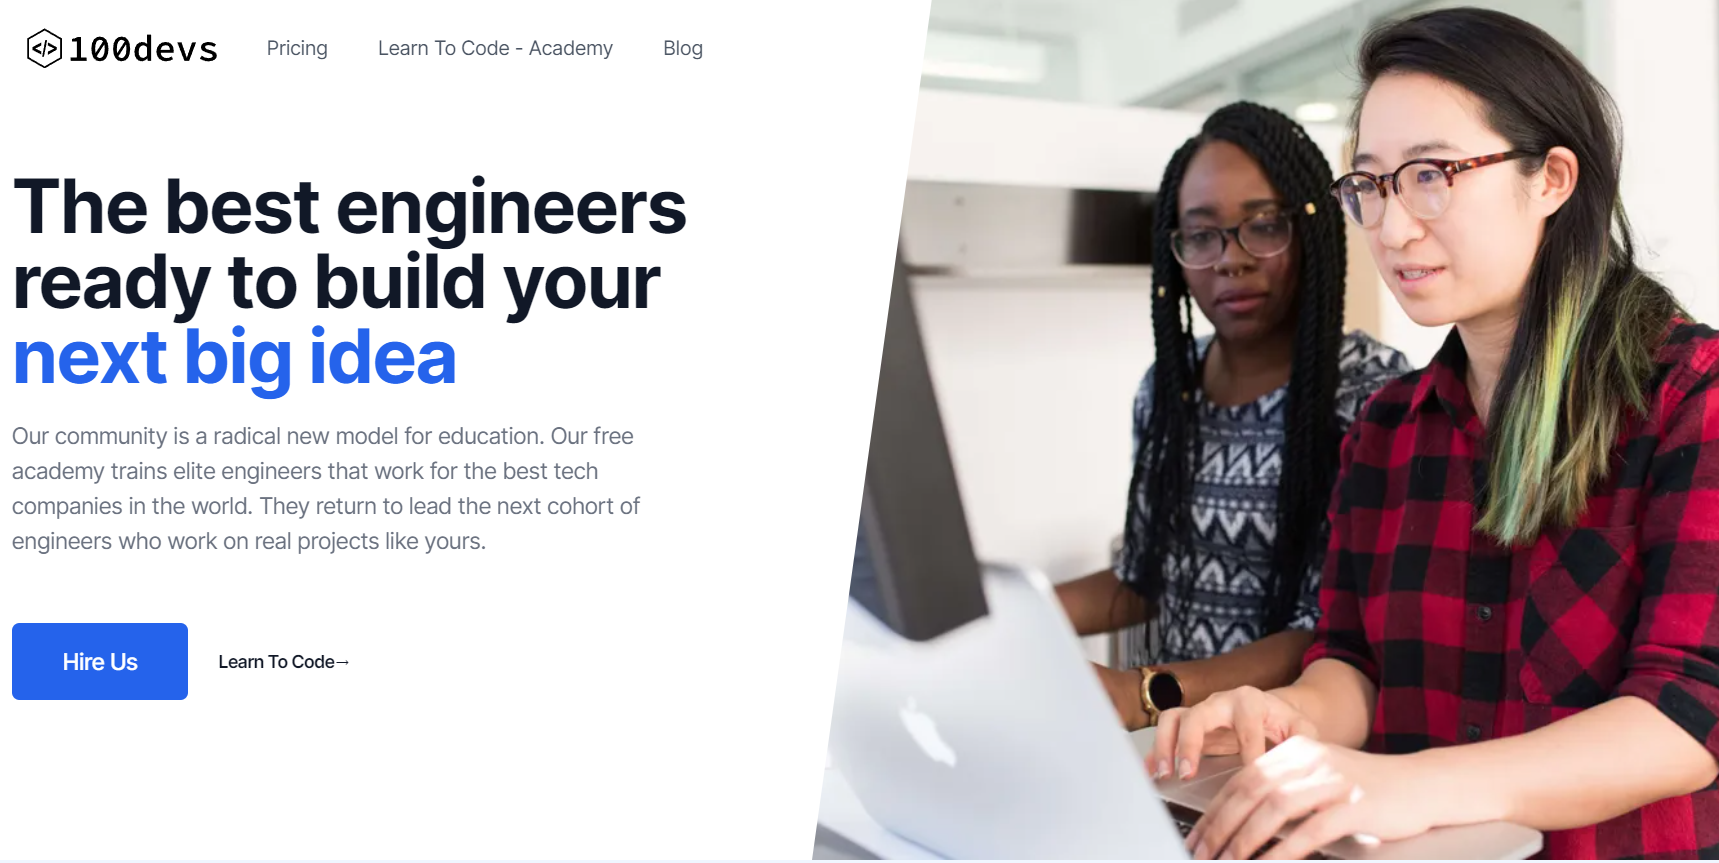 </>100devs
Pricing
Learn To Code - Academy
Blog
The best engineers
ready to build your
next big idea
Our community is a radical new model for education. Our free
academy trains elite engineers that work for the best tech
companies in the world. They return to lead the next cohort of
engineers who work on real projects like yours.
Hire Us
Learn To Code→